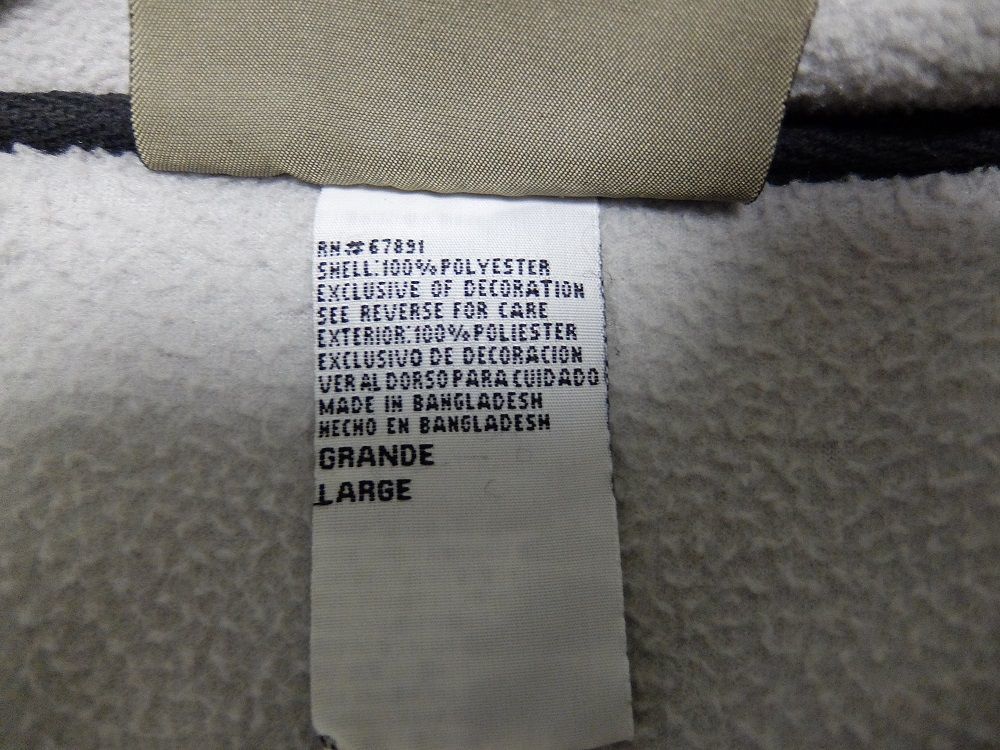 RN#67891
SHELL:100%POLYESTER
EXCLUSIVE OF DECORATION
SEE REVERSE FOR CARE
EXTERIOR:100%POLIESTER
EXCLUSIVO DE DECORACION
VER AL DORSO PARA CUIDADO
MADE IN BANGLADESH
HECHO EN BANGLADESH
GRANDE
LARGE